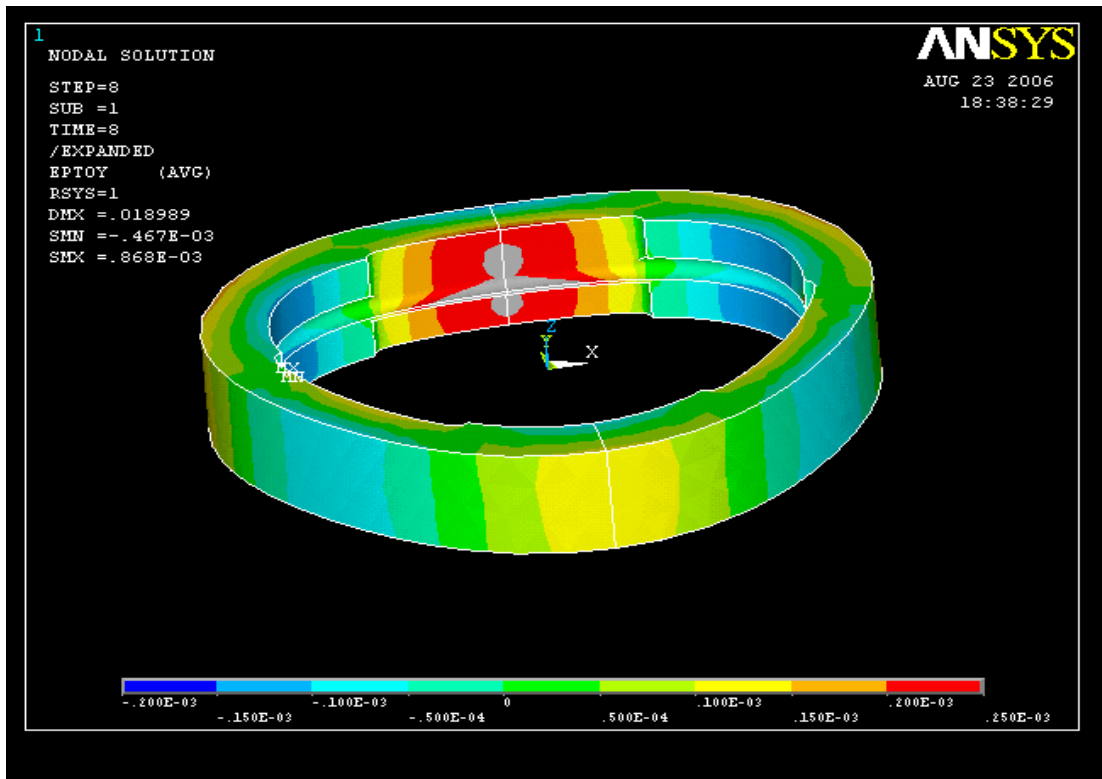 1
NODAL SOLUTION
STEP=8
SUB =1
TIME=8
/EXPANDED
EPTOY (AVG)
RSYS=1
DMX =.018989
SMN =-.467E-03
SMX =.868E-03
ANSYS
AUG 23 2006
18:38:29
Z
Y
X
MX
MN
-.200E-03 -.100E-03 0 .100E-03 .200E-03
-.150E-03 -.500E-04 .500E-04 .150E-03 .250E-03